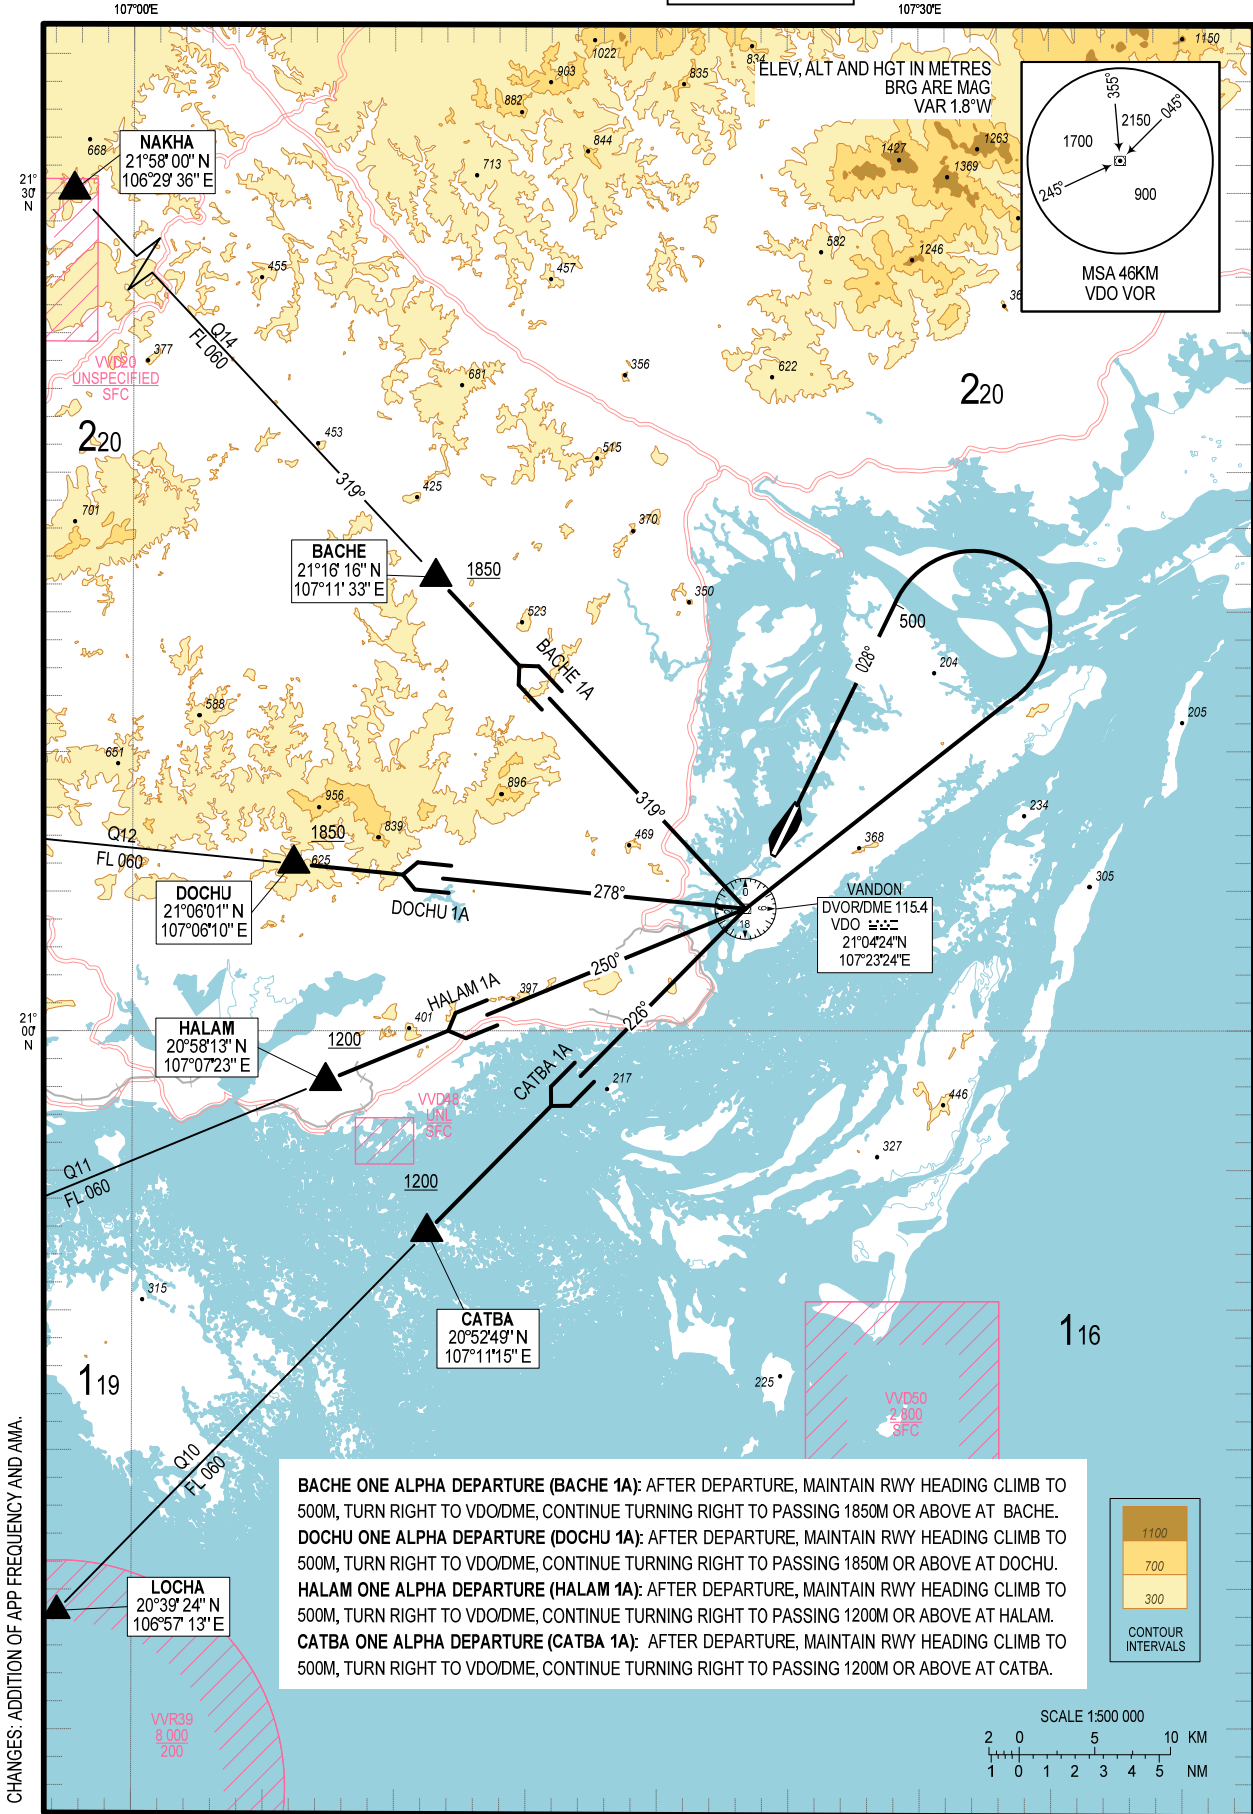 107°00'E
107°30'E
ELEV, ALT AND HGT IN METRES
BRG ARE MAG
VAR 1.8°W
355°
045°
2150
1700
245°
900
MSA 46KM
VDO VOR
1022
903
882
835
834
844
713
1150
1263
1427
1369
582
1246
668
455
457
377
356
681
622
453
515
425
701
370
350
523
204
205
588
651
956
896
839
469
368
234
305
625
397
401
217
446
327
315
225
NAKHA
21°58' 00" N
106°29' 36" E
21°
30'
N
Q14
FL 060
VVD20
UNSPECIFIED
SFC
220
220
319°
BACHE
21°16' 16" N
107°11' 33" E
1850
BACHE 1A
028°
500
319°
1850
Q12
FL 060
DOCHU
21°06'01" N
107°06'10" E
DOCHU 1A
278°
0
18
VANDON
DVOR/DME 115.4
VDO
21°04'24"N
107°23'24"E
250°
HALAM 1A
226°
21°
00'
N
HALAM
20°58'13" N
107°07'23" E
1200
CATBA 1A
VVD48
UNL
SFC
Q11
FL 060
1200
CATBA
20°52'49" N
107°11'15" E
119
116
VVD50
2 800
SFC
Q10
FL 060
BACHE ONE ALPHA DEPARTURE (BACHE 1A): AFTER DEPARTURE, MAINTAIN RWY HEADING CLIMB TO
500M, TURN RIGHT TO VDO/DME, CONTINUE TURNING RIGHT TO PASSING 1850M OR ABOVE AT BACHE.
DOCHU ONE ALPHA DEPARTURE (DOCHU 1A): AFTER DEPARTURE, MAINTAIN RWY HEADING CLIMB TO
500M, TURN RIGHT TO VDO/DME, CONTINUE TURNING RIGHT TO PASSING 1850M OR ABOVE AT DOCHU.
HALAM ONE ALPHA DEPARTURE (HALAM 1A): AFTER DEPARTURE, MAINTAIN RWY HEADING CLIMB TO
500M, TURN RIGHT TO VDO/DME, CONTINUE TURNING RIGHT TO PASSING 1200M OR ABOVE AT HALAM.
CATBA ONE ALPHA DEPARTURE (CATBA 1A): AFTER DEPARTURE, MAINTAIN RWY HEADING CLIMB TO
500M, TURN RIGHT TO VDO/DME, CONTINUE TURNING RIGHT TO PASSING 1200M OR ABOVE AT CATBA.
1100
700
300
CONTOUR
INTERVALS
LOCHA
20°39' 24" N
106°57' 13" E
VVR39
8 000
200
SCALE 1:500 000
2 0 5 10 KM
1 0 1 2 3 4 5 NM
CHANGES: ADDITION OF APP FREQUENCY AND AMA.